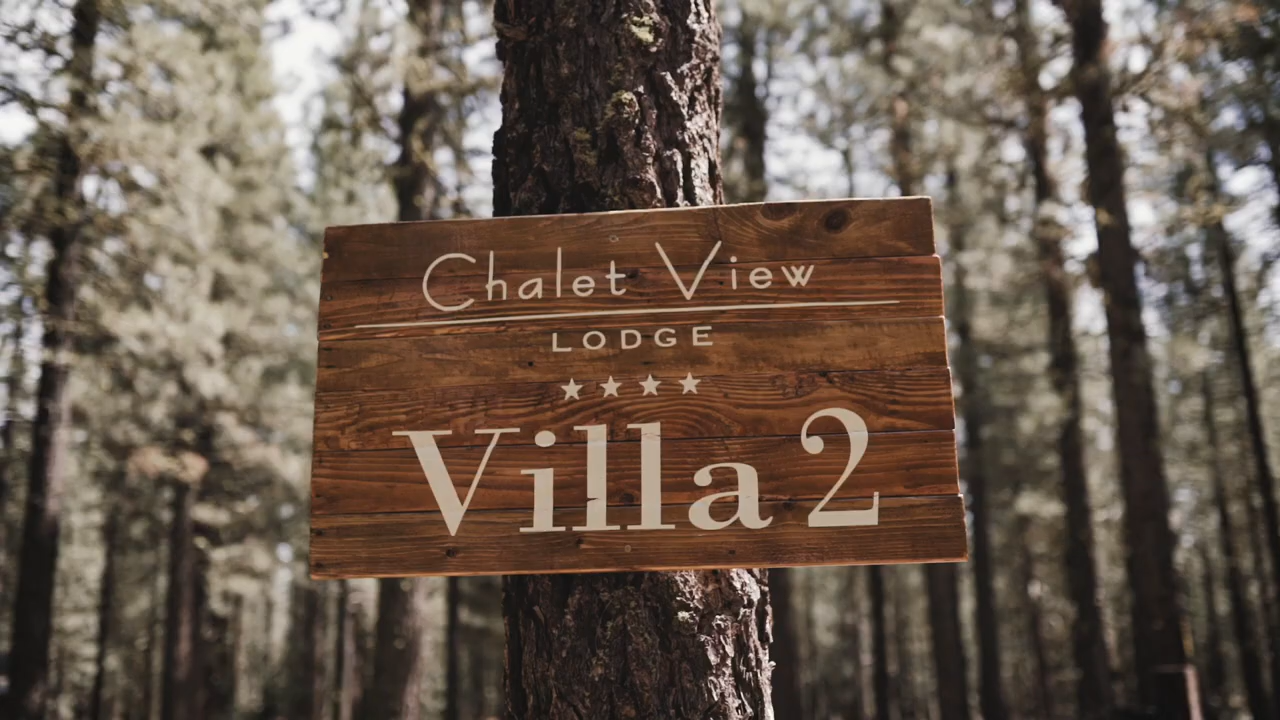 Chalet View
LODGE
★ ★ ★ ★
Villa 2